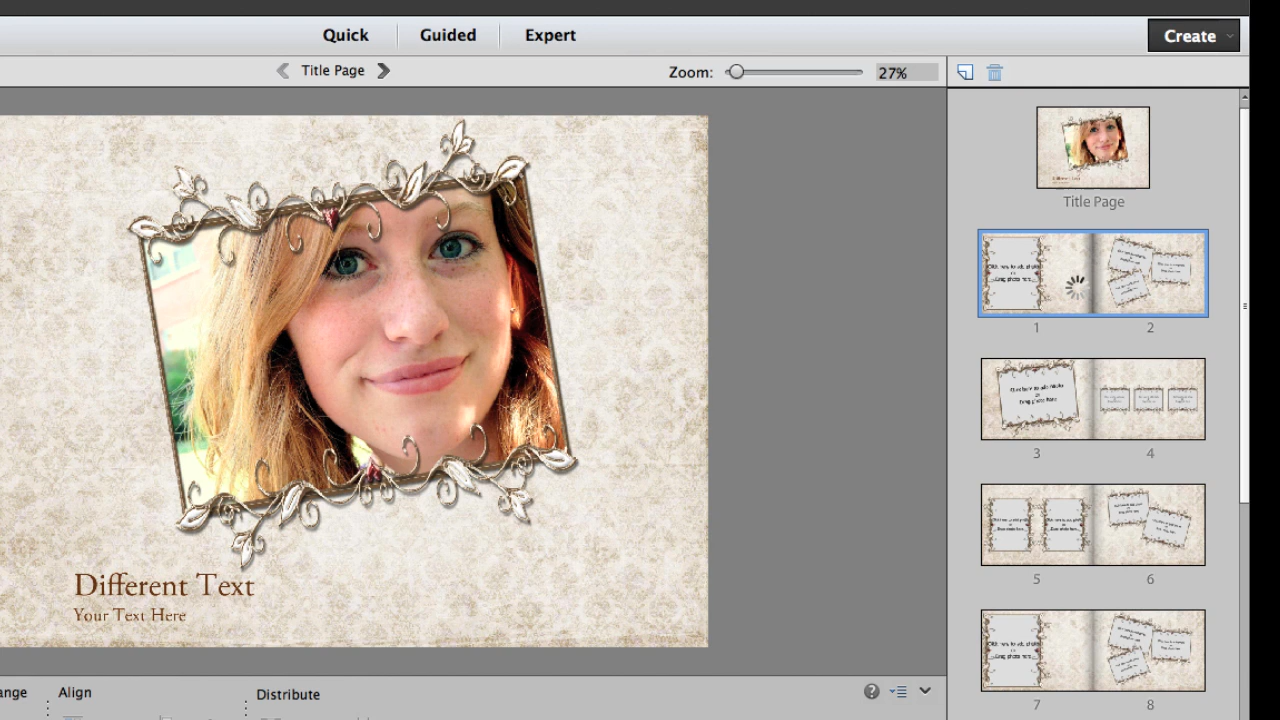 Quick Guided Expert Create
Title Page Zoom: 27%
Title Page
1 2
3 4
5 6
Different Text
Your Text Here
7 8
Align Distribute